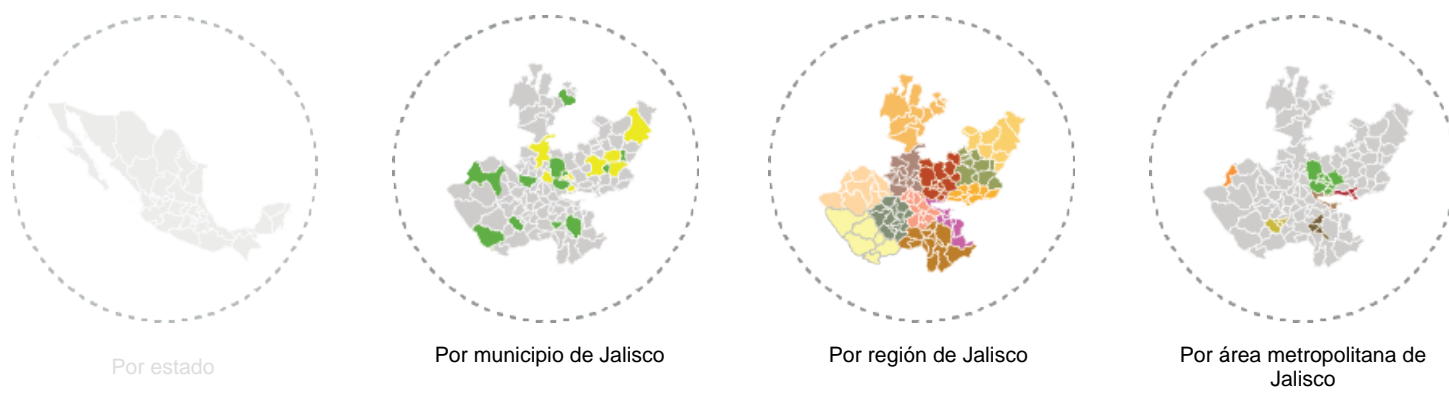 Por estado
Por municipio de Jalisco
Por región de Jalisco
Por área metropolitana de
Jalisco